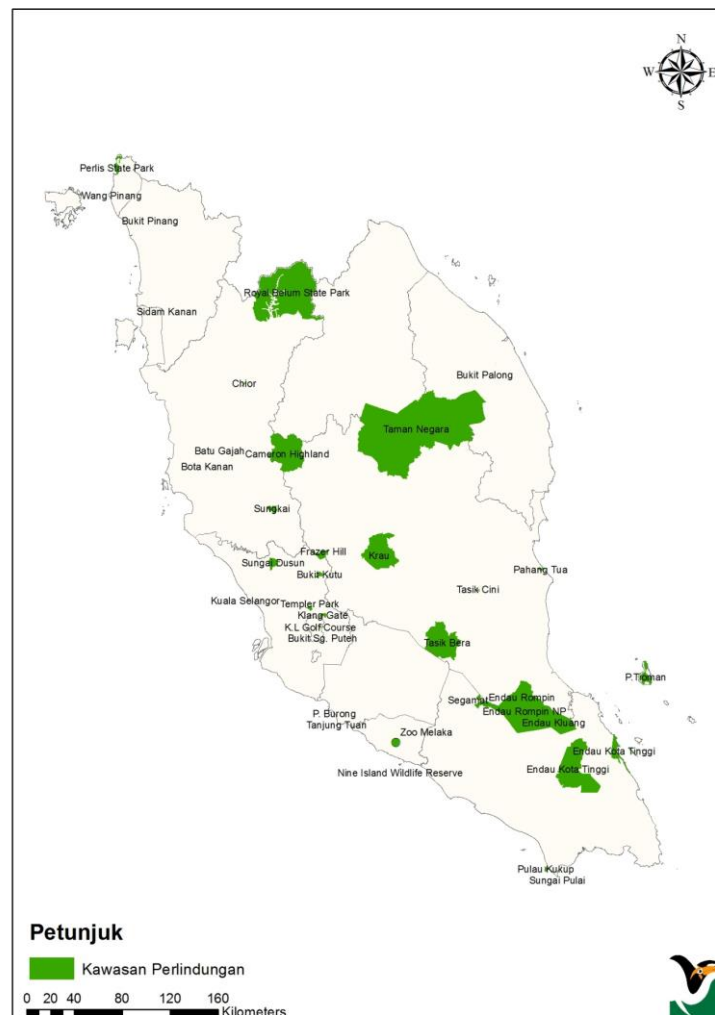 N
W E
S
Perlis State Park
Wang Pinang
Bukit Pinang
Royal Belum State Park
Sidam Kanan
Bukit Palong
Chior
Taman Negara
Batu Gajah
Cameron Highland
Bota Kanan
Sungkai
Frazer Hill
Krau
Sungai Dusun
Bukit Kutu
Pahang Tua
Tasik Cini
Kuala Selangor
Templer Park
Klang Gate
K.L Golf Course
Bukit Sg. Puteh
Tasik Bera
P.Tioman
Segamat
Endau Rompin
Endau Rompin NP
Endau Kluang
P. Burong
Tanjung Tuan
Zoo Melaka
Endau Kota Tinggi
Nine Island Wildlife Reserve
Endau Kota Tinggi
Pulau Kukup
Sungai Pulai
Petunjuk
Kawasan Perlindungan
0 20 40 80 120 160
Kilometers